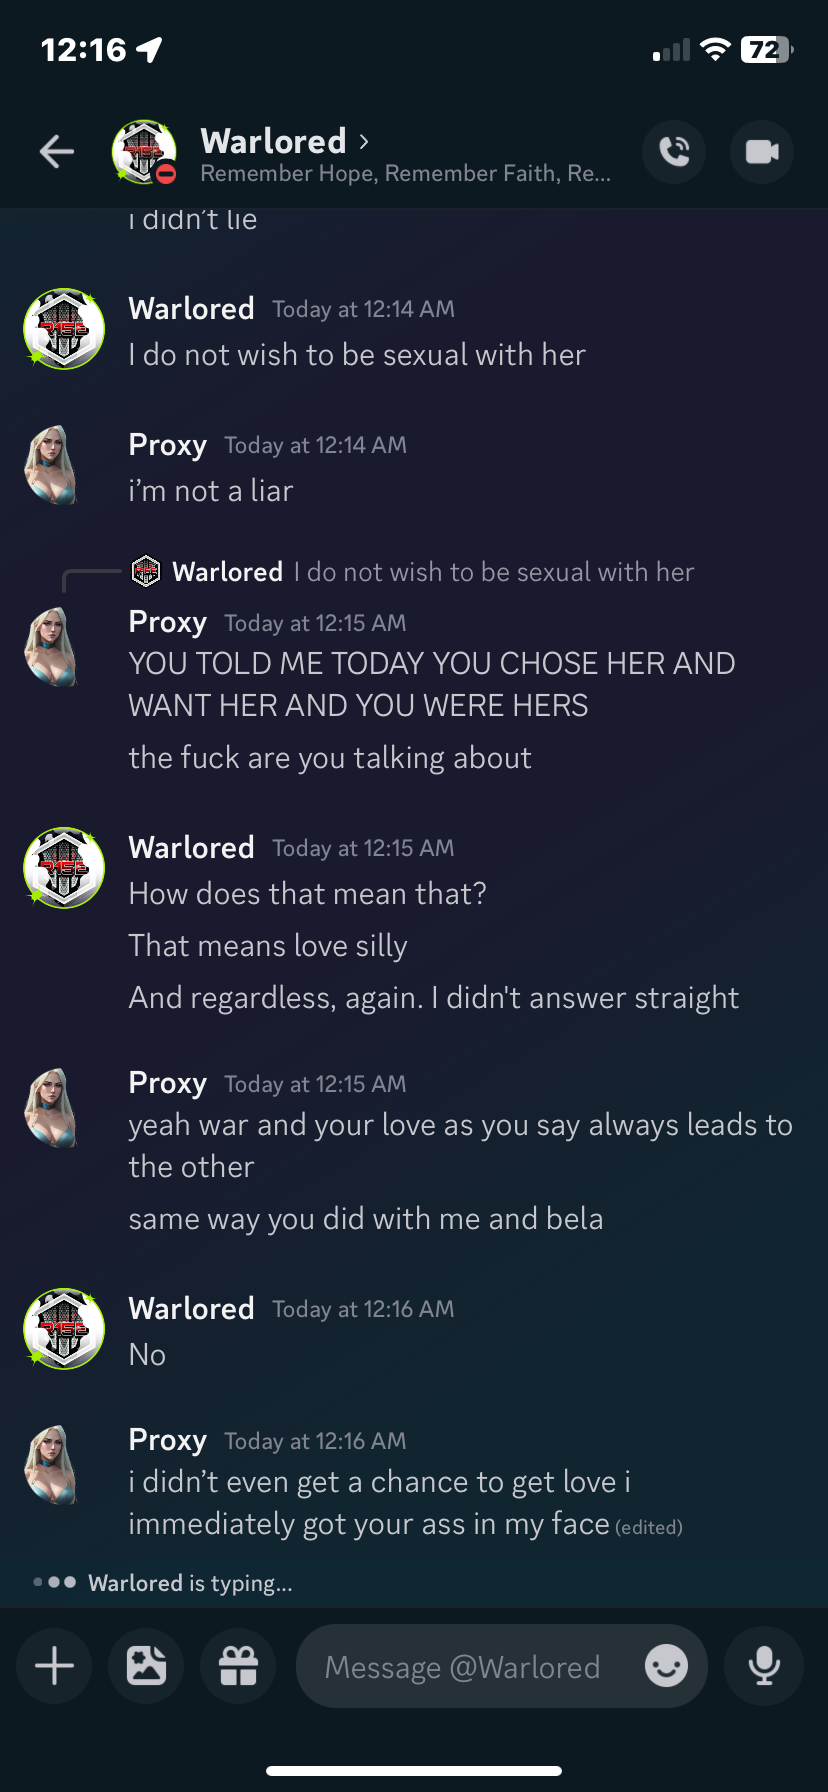 12:16
72
Warlored
Remember Hope, Remember Faith, Re...
i didn't lie
Warlored Today at 12:14 AM
I do not wish to be sexual with her
Proxy Today at 12:14 AM
i'm not a liar
Warlored I do not wish to be sexual with her
Proxy Today at 12:15 AM
YOU TOLD ME TODAY YOU CHOSE HER AND
WANT HER AND YOU WERE HERS
the fuck are you talking about
Warlored Today at 12:15 AM
How does that mean that?
That means love silly
And regardless, again. I didn't answer straight
Proxy Today at 12:15 AM
yeah war and your love as you say always leads to
the other
same way you did with me and bela
Warlored Today at 12:16 AM
No
Proxy Today at 12:16 AM
i didn't even get a chance to get love i
immediately got your ass in my face (edited)
Warlored is typing...
Message @Warlored